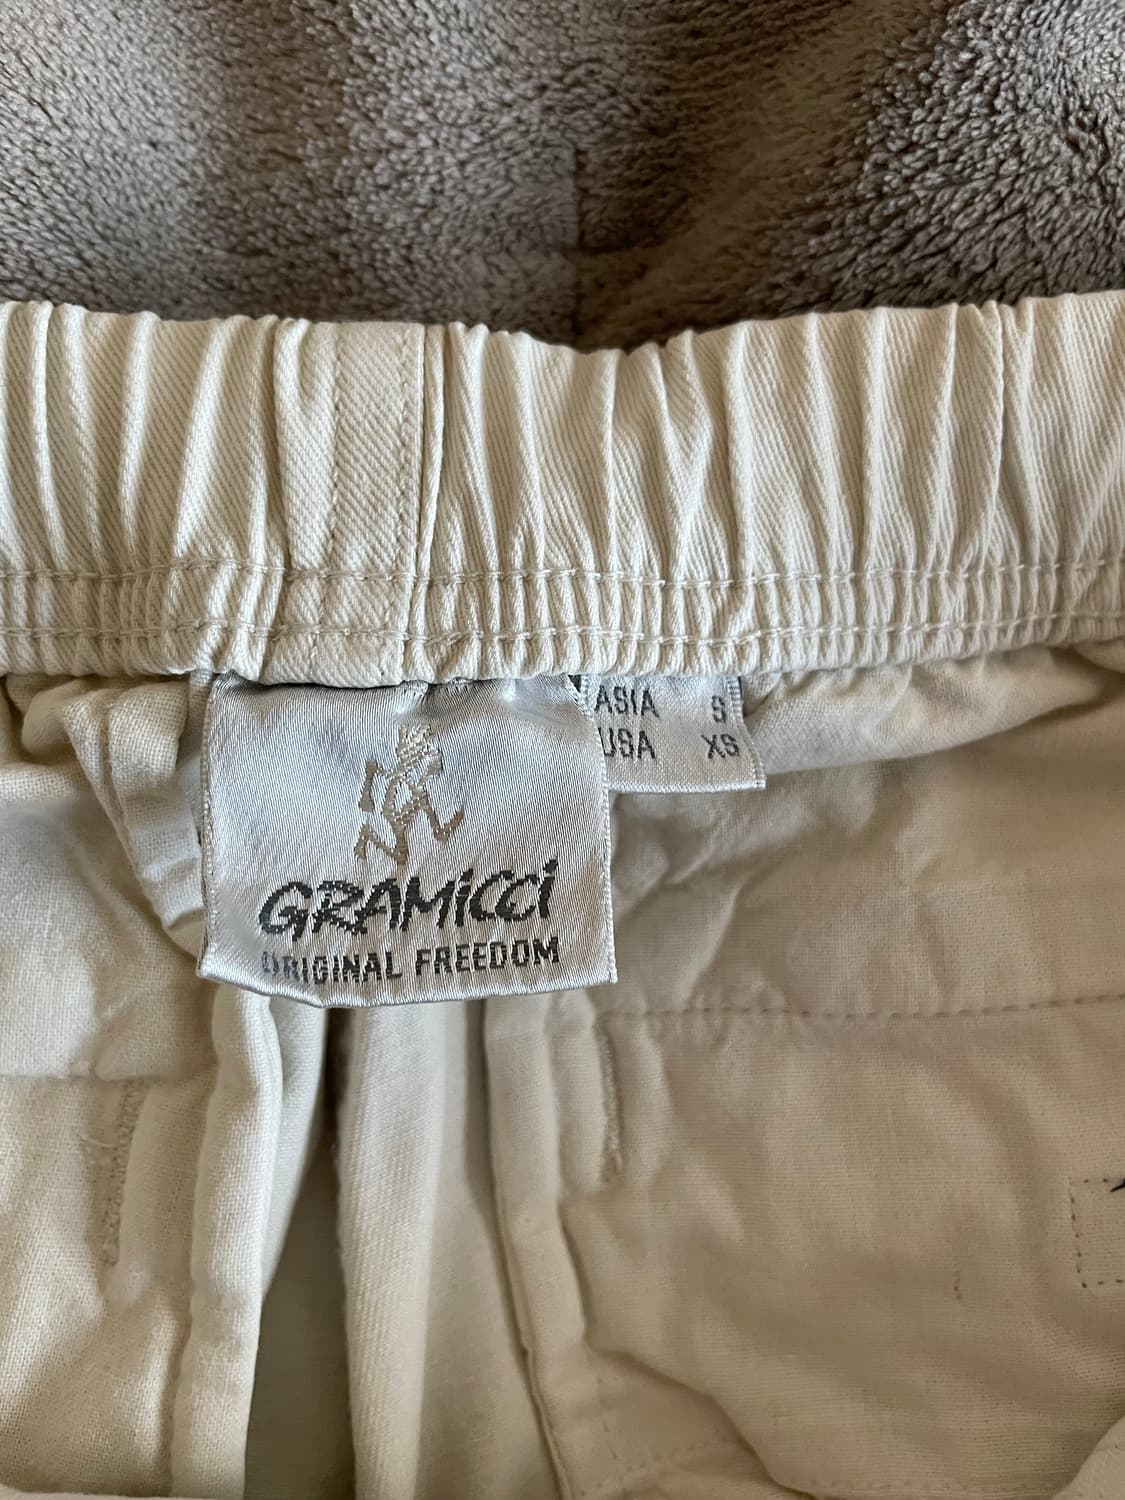 ASIA S
USA XS
GRAMiCCi
ORIGINAL FREEDOM